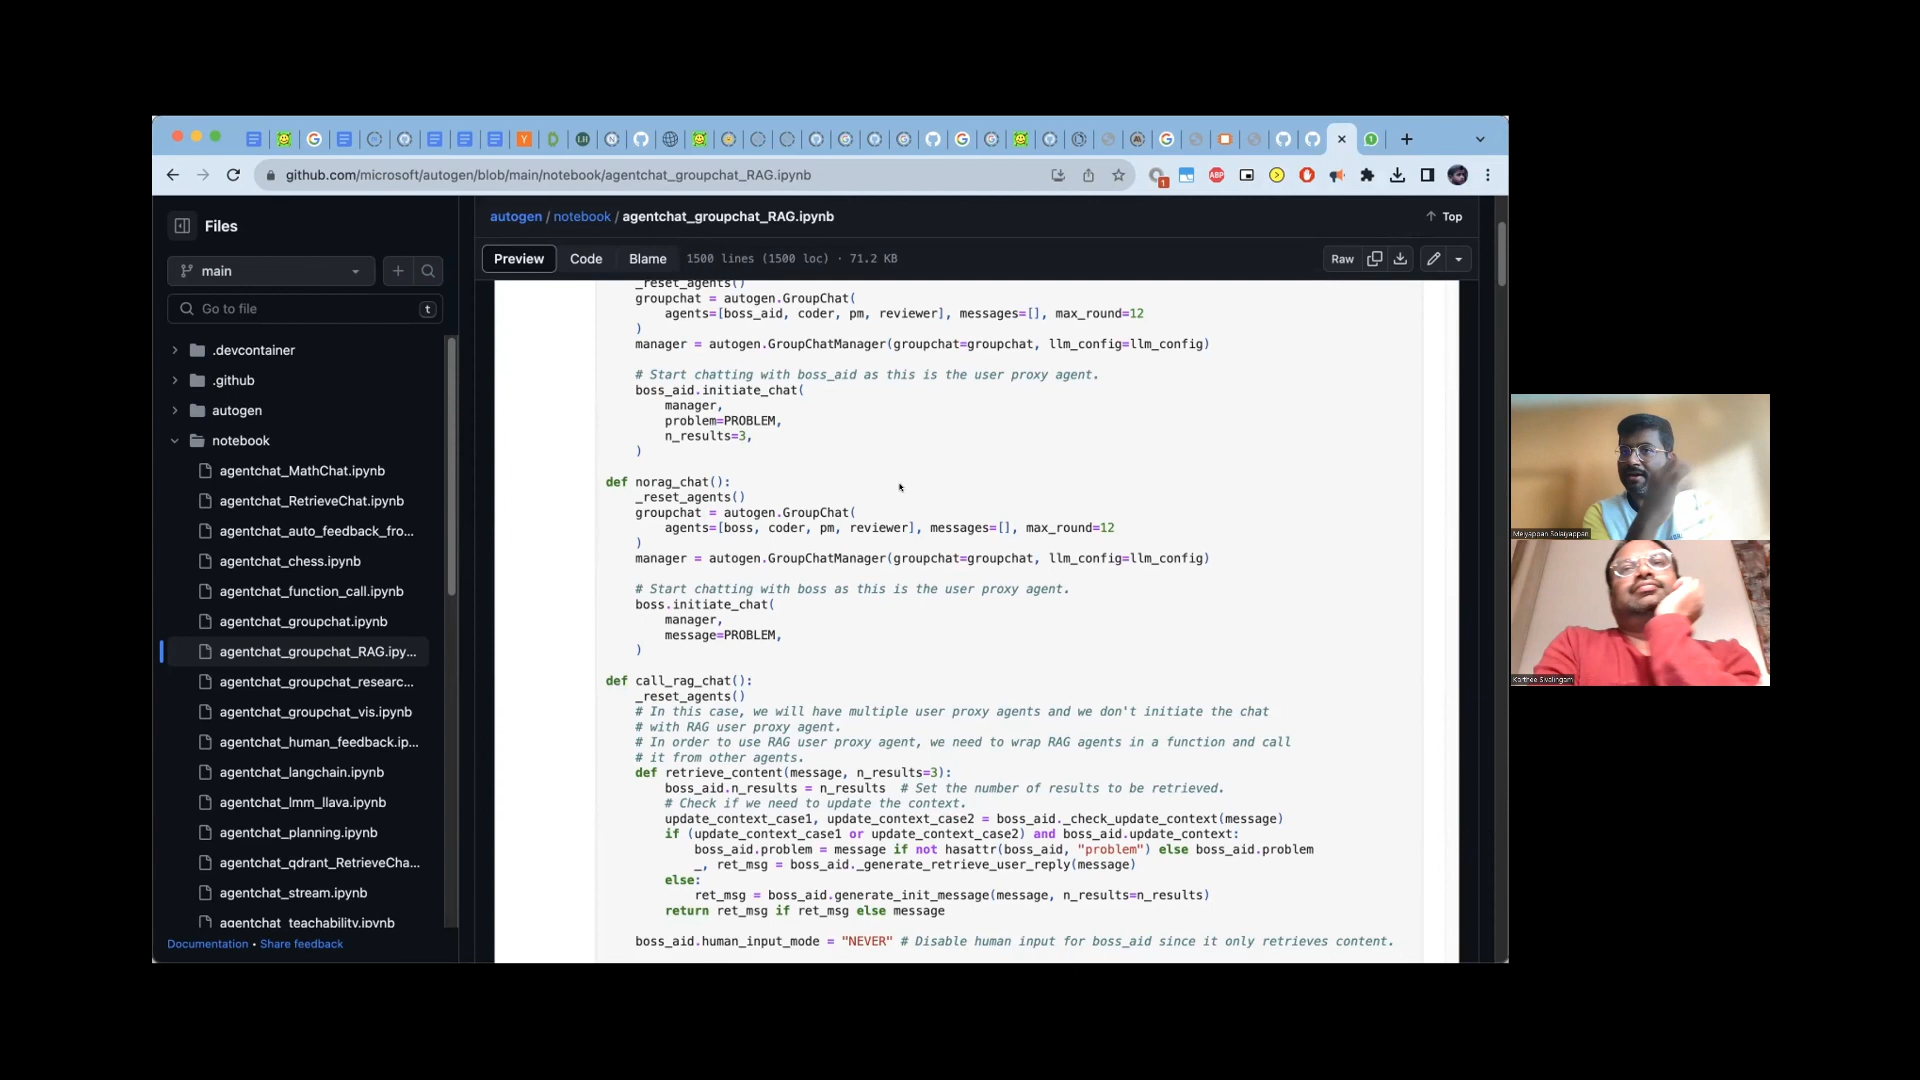 github.com/microsoft/autogen/blob/main/notebook/agentchat_groupchat_RAG.ipynb
Files
main
Go to file
t
.devcontainer
.github
autogen
notebook
agentchat_MathChat.ipynb
agentchat_RetrieveChat.ipynb
agentchat_auto_feedback_fro...
agentchat_chess.ipynb
agentchat_function_call.ipynb
agentchat_groupchat.ipynb
agentchat_groupchat_RAG.ipy...
agentchat_groupchat_researc...
agentchat_groupchat_vis.ipynb
agentchat_human_feedback.ip...
agentchat_langchain.ipynb
agentchat_lmm_llava.ipynb
agentchat_planning.ipynb
agentchat_qdrant_RetrieveCha...
agentchat_stream.ipynb
agentchat_teachability.ipynb
Documentation • Share feedback
autogen / notebook / agentchat_groupchat_RAG.ipynb
Top
Preview Code Blame 1500 lines (1500 loc) · 71.2 KB
Raw
_reset_agents()
groupchat = autogen.GroupChat(
agents=[boss_aid, coder, pm, reviewer], messages=[], max_round=12
)
manager = autogen.GroupChatManager(groupchat=groupchat, llm_config=llm_config)
# Start chatting with boss_aid as this is the user proxy agent.
boss_aid.initiate_chat(
manager,
problem=PROBLEM,
n_results=3,
)
def norag_chat():
_reset_agents()
groupchat = autogen.GroupChat(
agents=[boss, coder, pm, reviewer], messages=[], max_round=12
)
manager = autogen.GroupChatManager(groupchat=groupchat, llm_config=llm_config)
# Start chatting with boss as this is the user proxy agent.
boss.initiate_chat(
manager,
message=PROBLEM,
)
def call_rag_chat():
_reset_agents()
# In this case, we will have multiple user proxy agents and we don't initiate the chat
# with RAG user proxy agent.
# In order to use RAG user proxy agent, we need to wrap RAG agents in a function and call
# it from other agents.
def retrieve_content(message, n_results=3):
boss_aid.n_results = n_results # Set the number of results to be retrieved.
# Check if we need to update the context.
update_context_case1, update_context_case2 = boss_aid._check_update_context(message)
if (update_context_case1 or update_context_case2) and boss_aid.update_context:
boss_aid.problem = message if not hasattr(boss_aid, "problem") else boss_aid.problem
_, ret_msg = boss_aid._generate_retrieve_user_reply(message)
else:
ret_msg = boss_aid.generate_init_message(message, n_results=n_results)
return ret_msg if ret_msg else message
boss_aid.human_input_mode = "NEVER" # Disable human input for boss_aid since it only retrieves content.
ABP
Meiyappan Solaiyappan
Karthee Sivalingam